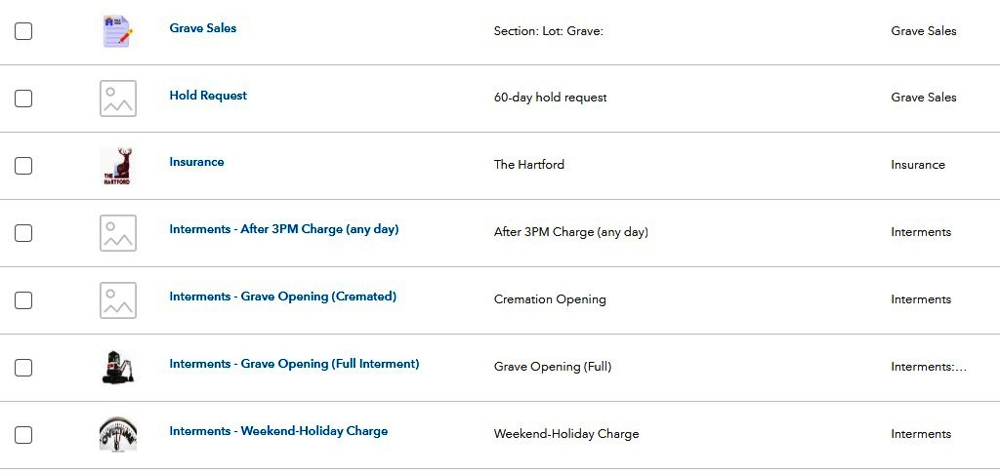 Grave Sales
Section: Lot: Grave:
Grave Sales
Hold Request
60-day hold request
Grave Sales
THE
HARTFORD
Insurance
The Hartford
Insurance
Interments - After 3PM Charge (any day)
After 3PM Charge (any day)
Interments
Interments - Grave Opening (Cremated)
Cremation Opening
Interments
Interments - Grave Opening (Full Interment)
Grave Opening (Full)
Interments:...
OVERTIME
Interments - Weekend-Holiday Charge
Weekend-Holiday Charge
Interments